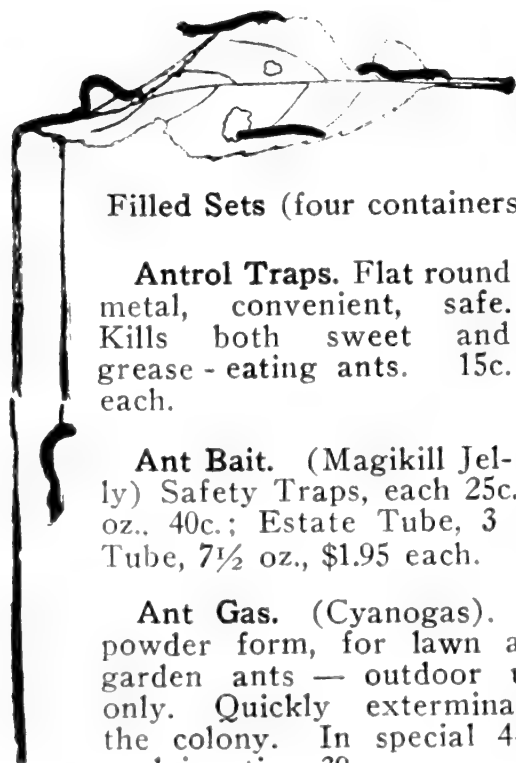 Filled Sets (four containers
Antrol Traps. Flat round
metal, convenient, safe.
Kills both sweet and
grease - eating ants. 15c.
each.
Ant Bait. (Magikill Jel-
ly) Safety Traps, each 25c.
oz., 40c.; Estate Tube, 3
Tube, 7½ oz., $1.95 each.
Ant Gas. (Cyanogas).
powder form, for lawn
garden ants — outdoor
only. Quickly
the colony. In special